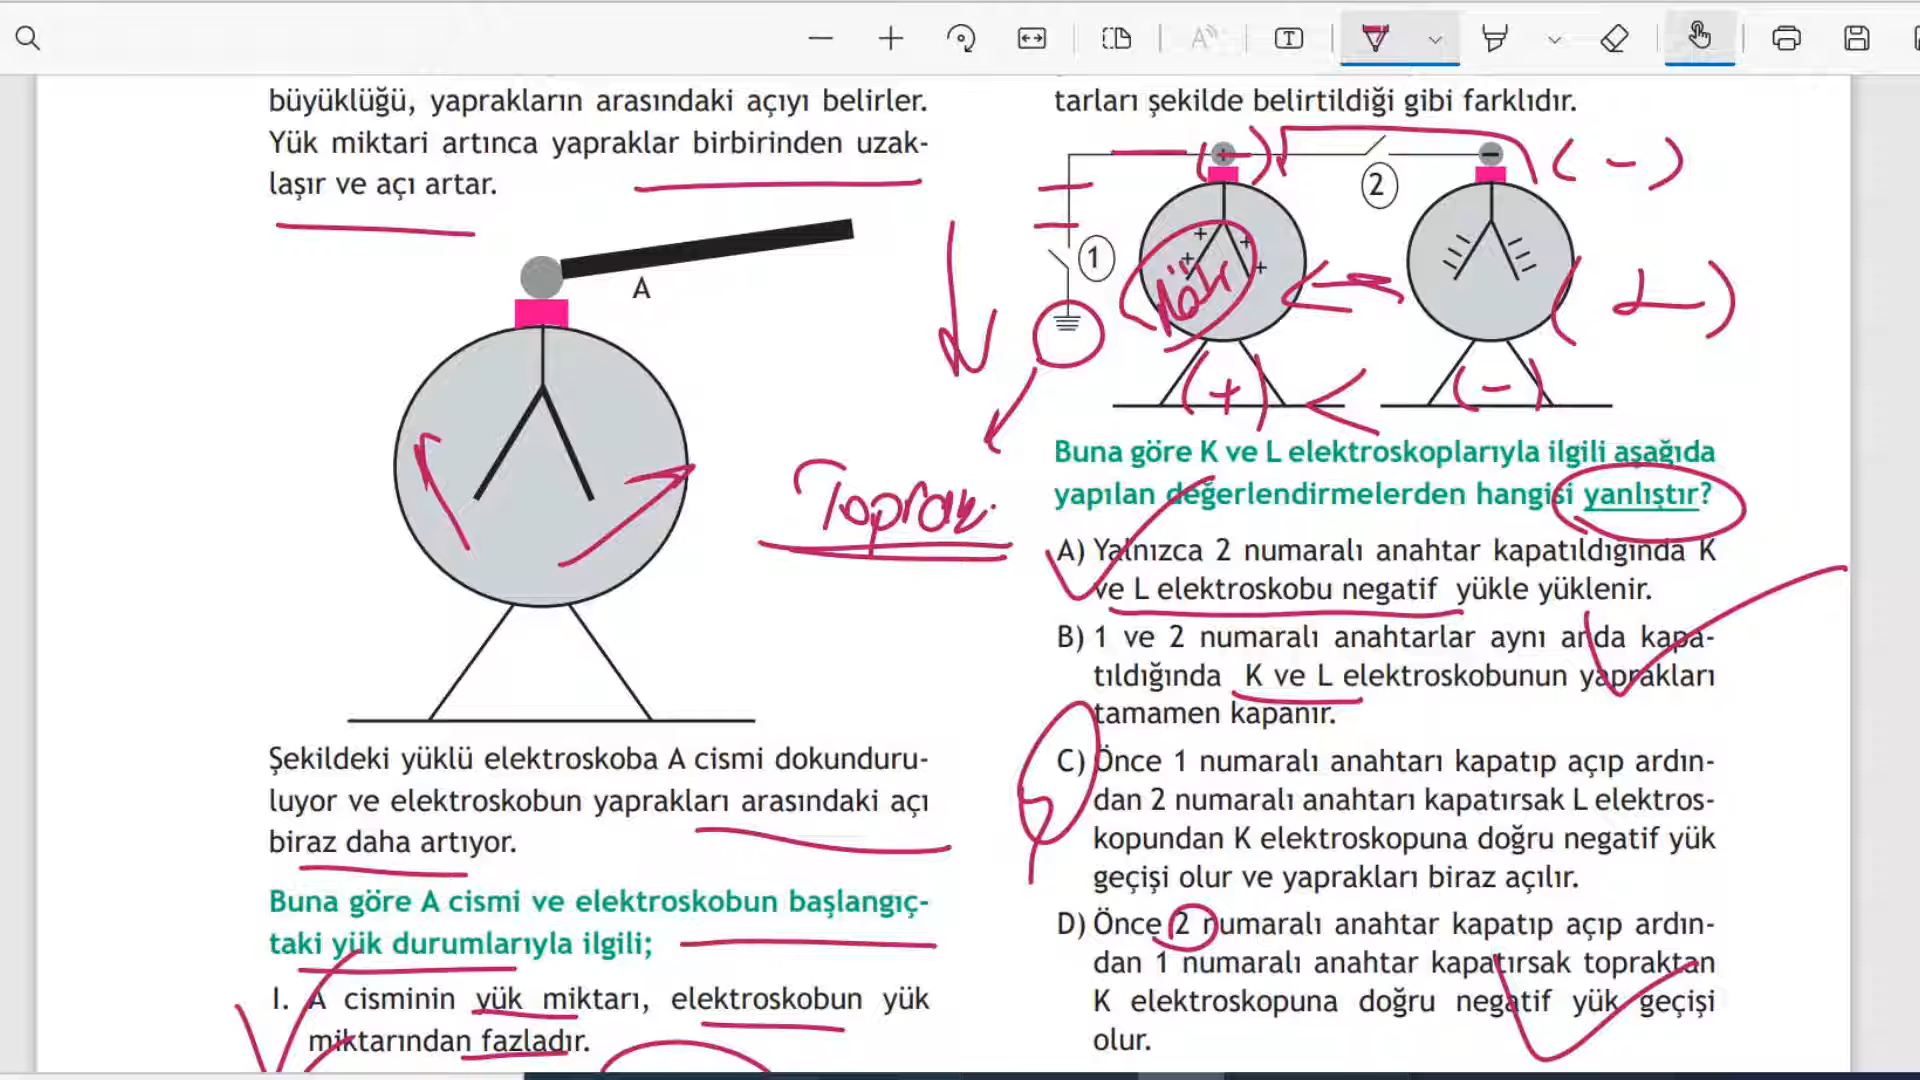 büyüklüğü, yaprakların arasındaki açıyı belirler.
Yük miktari artınca yapraklar birbirinden uzak-
laşır ve açı artar.
A
Toprak
Şekildeki yüklü elektroskoba A cismi dokunduru-
luyor ve elektroskobun yaprakları arasındaki açı
biraz daha artıyor.
Buna göre A cismi ve elektroskobun başlangıç-
taki yük durumlarıyla ilgili;
I. A cisminin yük miktarı, elektroskobun yük
miktarından fazladır.
tarları şekilde belirtildiği gibi farklıdır.
(-) 2 (-)
1 + + + +
Nötr (-)
(+) (-)
Buna göre K ve L elektroskoplarıyla ilgili aşağıda
yapılan değerlendirmelerden hangisi yanlıştır?
A) Yalnızca 2 numaralı anahtar kapatıldığında K
ve L elektroskobu negatif yükle yüklenir.
B) 1 ve 2 numaralı anahtarlar aynı anda kapa-
tıldığında K ve L elektroskobunun yaprakları
tamamen kapanır.
C) Önce 1 numaralı anahtarı kapatıp açıp ardın-
dan 2 numaralı anahtarı kapatırsak L elektros-
kopundan K elektroskopuna doğru negatif yük
geçişi olur ve yaprakları biraz açılır.
D) Önce 2 numaralı anahtar kapatıp açıp ardın-
dan 1 numaralı anahtar kapatırsak topraktan
K elektroskopuna doğru negatif yük geçişi
olur.